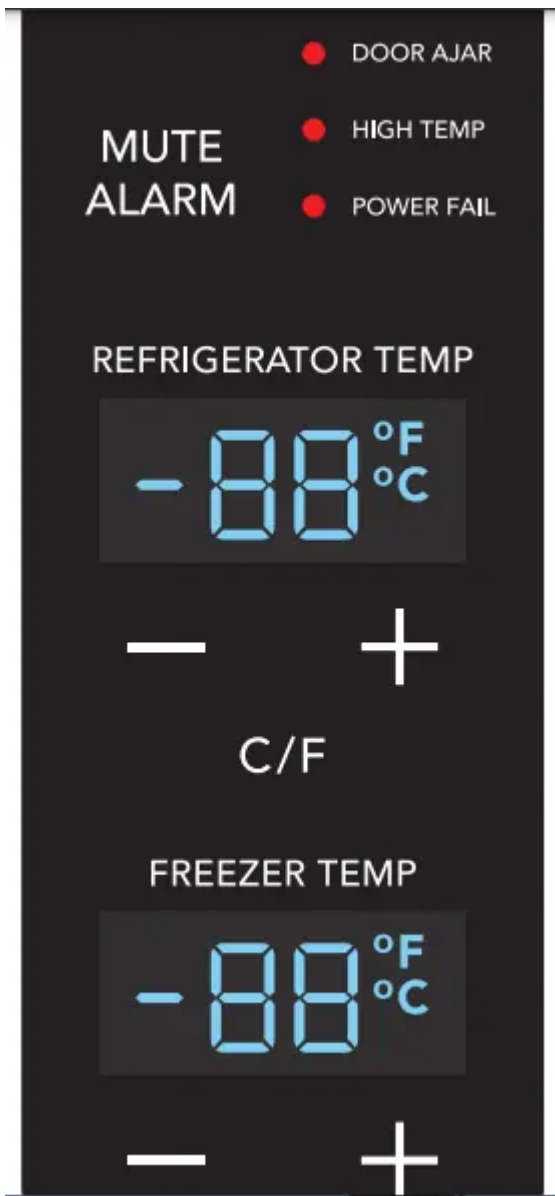 DOOR AJAR
HIGH TEMP
POWER FAIL
MUTE
ALARM
REFRIGERATOR TEMP
-88 °F
°C
— +
C/F
FREEZER TEMP
-88 °F
°C
— +